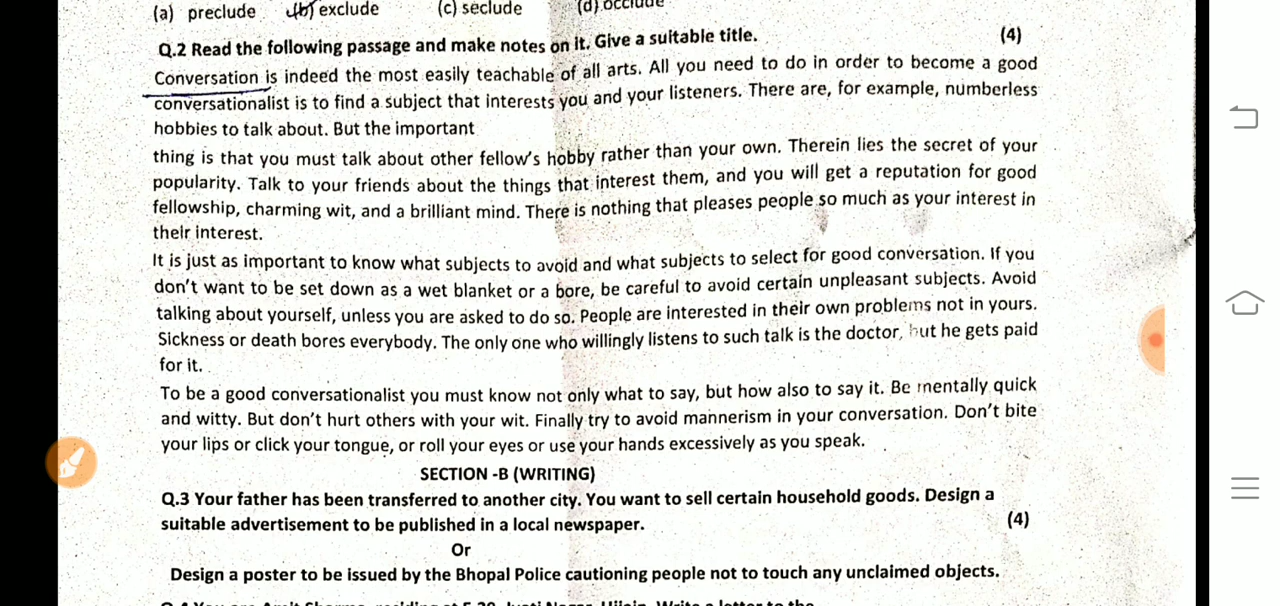 (a) preclude (b) exclude (c) seclude (d) occlude
Q.2 Read the following passage and make notes on it. Give a suitable title. (4)
Conversation is indeed the most easily teachable of all arts. All you need to do in order to become a good
conversationalist is to find a subject that interests you and your listeners. There are, for example, numberless
hobbies to talk about. But the important
thing is that you must talk about other fellow's hobby rather than your own. Therein lies the secret of your
popularity. Talk to your friends about the things that interest them, and you will get a reputation for good
fellowship, charming wit, and a brilliant mind. There is nothing that pleases people so much as your interest in
their interest.
It is just as important to know what subjects to avoid and what subjects to select for good conversation. If you
don't want to be set down as a wet blanket or a bore, be careful to avoid certain unpleasant subjects. Avoid
talking about yourself, unless you are asked to do so. People are interested in their own problems not in yours.
Sickness or death bores everybody. The only one who willingly listens to such talk is the doctor, but he gets paid
for it.
To be a good conversationalist you must know not only what to say, but how also to say it. Be mentally quick
and witty. But don't hurt others with your wit. Finally try to avoid mannerism in your conversation. Don't bite
your lips or click your tongue, or roll your eyes or use your hands excessively as you speak.
SECTION -B (WRITING)
Q.3 Your father has been transferred to another city. You want to sell certain household goods. Design a
suitable advertisement to be published in a local newspaper. (4)
Or
Design a poster to be issued by the Bhopal Police cautioning people not to touch any unclaimed objects.